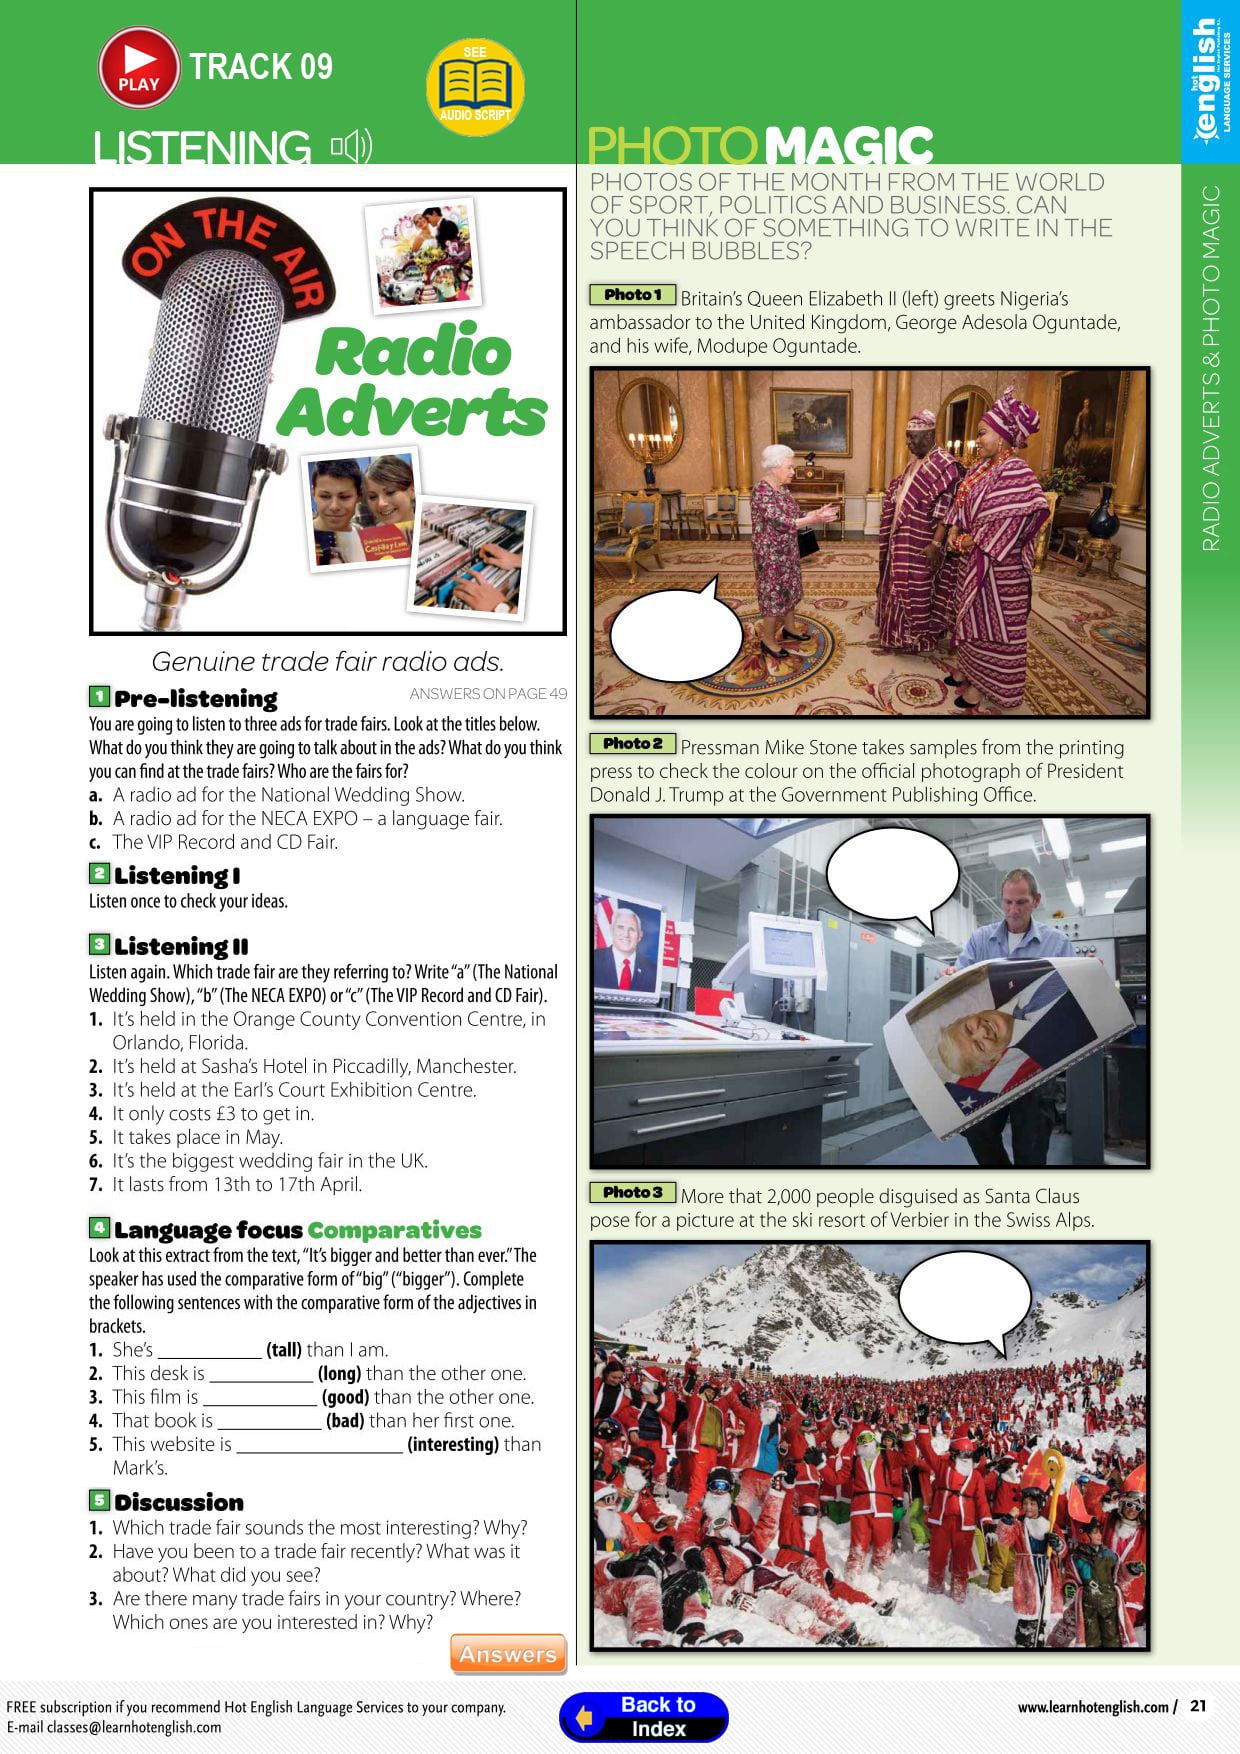 PLAY
TRACK 09
SEE
AUDIO SCRIPT
LISTENING
ON THE AIR
Radio
Adverts
Genuine trade fair radio ads.
1 Pre-listening
ANSWERS ON PAGE 49
You are going to listen to three ads for trade fairs. Look at the titles below.
What do you think they are going to talk about in the ads? What do you think
you can find at the trade fairs? Who are the fairs for?
a. A radio ad for the National Wedding Show.
b. A radio ad for the NECA EXPO – a language fair.
c. The VIP Record and CD Fair.
2 Listening I
Listen once to check your ideas.
3 Listening II
Listen again. Which trade fair are they referring to? Write “a” (The National
Wedding Show), “b” (The NECA EXPO) or “c” (The VIP Record and CD Fair).
1. It’s held in the Orange County Convention Centre, in
Orlando, Florida.
2. It’s held at Sasha’s Hotel in Piccadilly, Manchester.
3. It’s held at the Earl’s Court Exhibition Centre.
4. It only costs £3 to get in.
5. It takes place in May.
6. It’s the biggest wedding fair in the UK.
7. It lasts from 13th to 17th April.
4 Language focus Comparatives
Look at this extract from the text, “It’s bigger and better than ever.” The
speaker has used the comparative form of “big” (“bigger”). Complete
the following sentences with the comparative form of the adjectives in
brackets.
1. She’s ___________ (tall) than I am.
2. This desk is ___________ (long) than the other one.
3. This film is ____________ (good) than the other one.
4. That book is ___________ (bad) than her first one.
5. This website is __________________ (interesting) than
Mark’s.
5 Discussion
1. Which trade fair sounds the most interesting? Why?
2. Have you been to a trade fair recently? What was it
about? What did you see?
3. Are there many trade fairs in your country? Where?
Which ones are you interested in? Why?
Answers
PHOTO MAGIC
PHOTOS OF THE MONTH FROM THE WORLD
OF SPORT, POLITICS AND BUSINESS. CAN
YOU THINK OF SOMETHING TO WRITE IN THE
SPEECH BUBBLES?
Photo 1 Britain’s Queen Elizabeth II (left) greets Nigeria’s
ambassador to the United Kingdom, George Adesola Oguntade,
and his wife, Modupe Oguntade.
Photo 2 Pressman Mike Stone takes samples from the printing
press to check the colour on the official photograph of President
Donald J. Trump at the Government Publishing Office.
Photo 3 More that 2,000 people disguised as Santa Claus
pose for a picture at the ski resort of Verbier in the Swiss Alps.
hot english
LANGUAGE SERVICES
RADIO ADVERTS & PHOTO MAGIC
FREE subscription if you recommend Hot English Language Services to your company.
E-mail classes@learnhotenglish.com
Back to
Index
www.learnhotenglish.com / 21